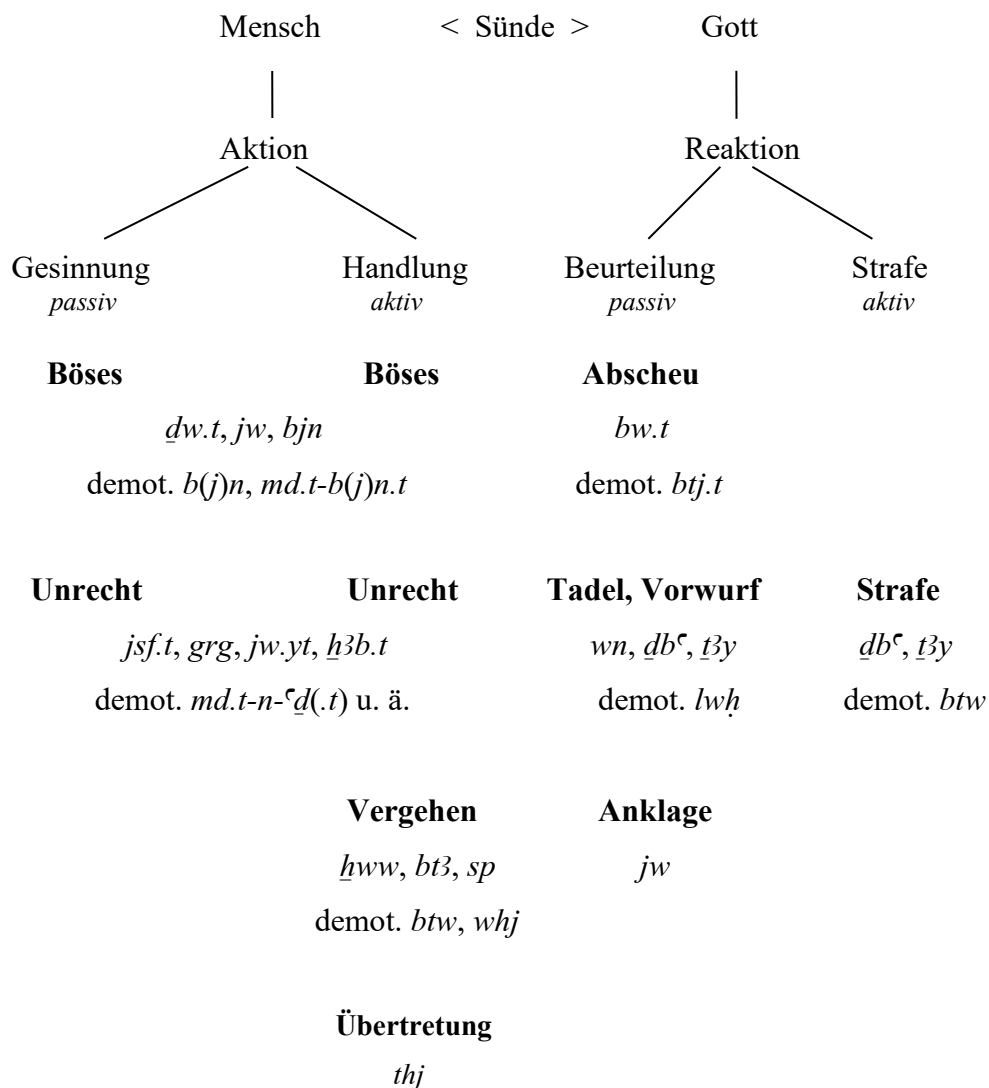 Mensch < Sünde > Gott
Aktion Reaktion
Gesinnung Handlung Beurteilung Strafe
passiv aktiv passiv aktiv
Böses Böses Abscheu
ḏw.t, jw, bjn bw.t
demot. b(j)n, md.t-b(j)n.t demot. btj.t
Unrecht Unrecht Tadel, Vorwurf Strafe
jsf.t, grg, jw.yt, ẖꜣb.t wn, ḏbꜥ, ṯꜣy ḏbꜥ, ṯꜣy
demot. md.t-n-ꜥḏ(.t) u. ä. demot. lwḥ demot. btw
Vergehen Anklage
ẖww, btꜣ, sp jw
demot. btw, whj
Übertretung
thj